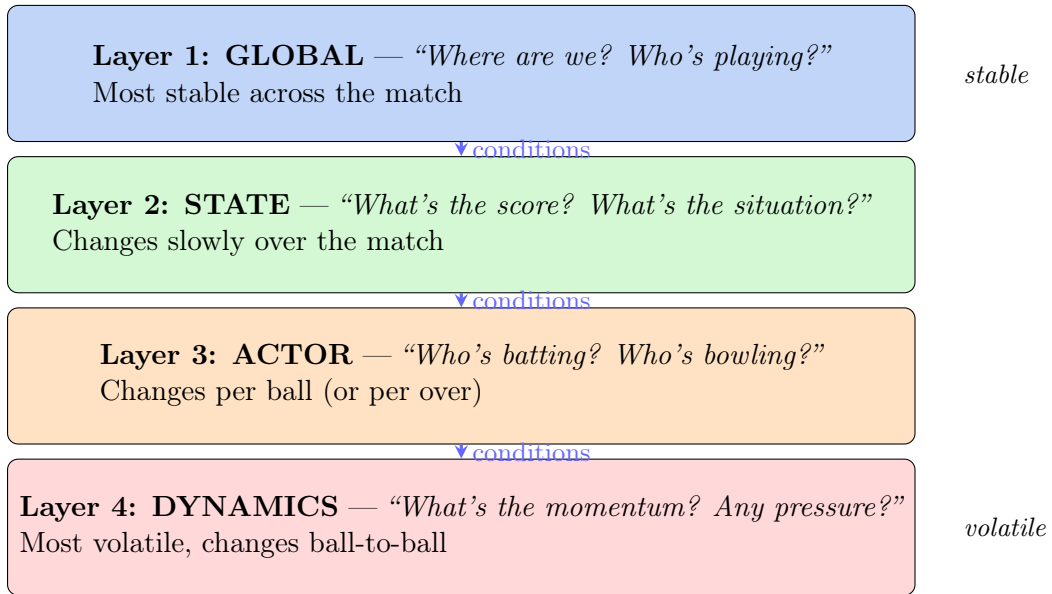 Layer 1: GLOBAL — “Where are we? Who’s playing?”
Most stable across the match
stable
conditions
Layer 2: STATE — “What’s the score? What’s the situation?”
Changes slowly over the match
conditions
Layer 3: ACTOR — “Who’s batting? Who’s bowling?”
Changes per ball (or per over)
conditions
Layer 4: DYNAMICS — “What’s the momentum? Any pressure?”
Most volatile, changes ball-to-ball
volatile